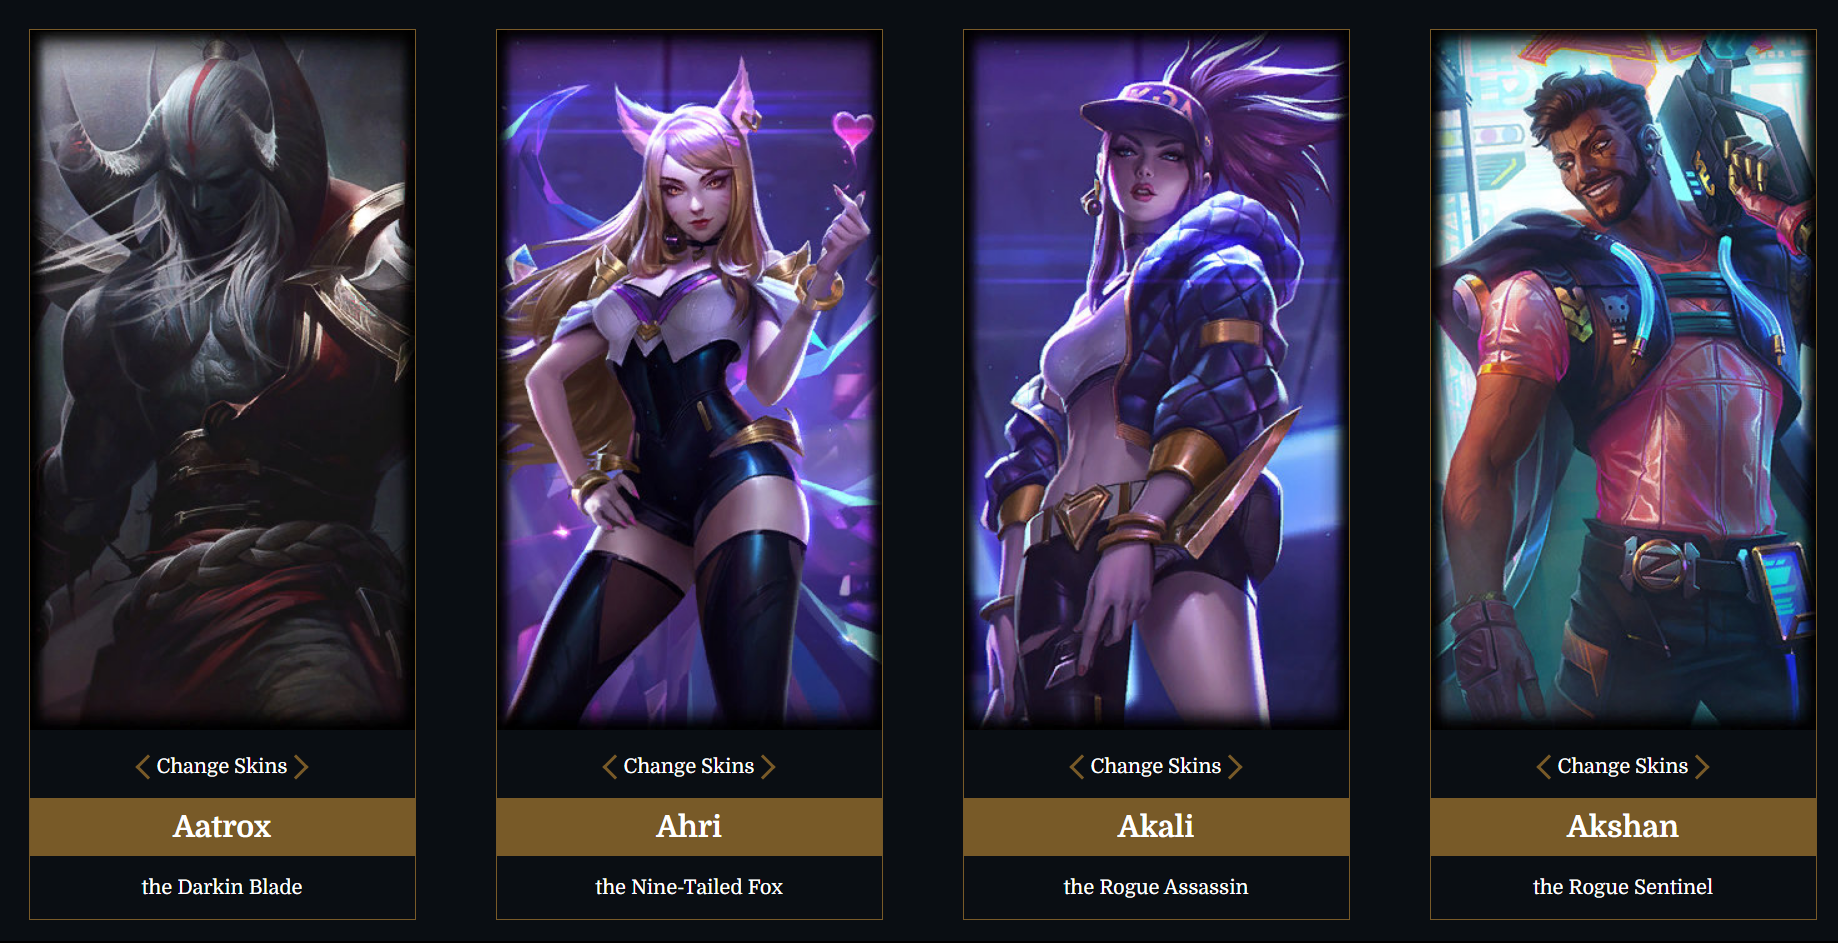 K/DA
< Change Skins >
Aatrox
the Darkin Blade
< Change Skins >
Ahri
the Nine-Tailed Fox
< Change Skins >
Akali
the Rogue Assassin
< Change Skins >
Akshan
the Rogue Sentinel